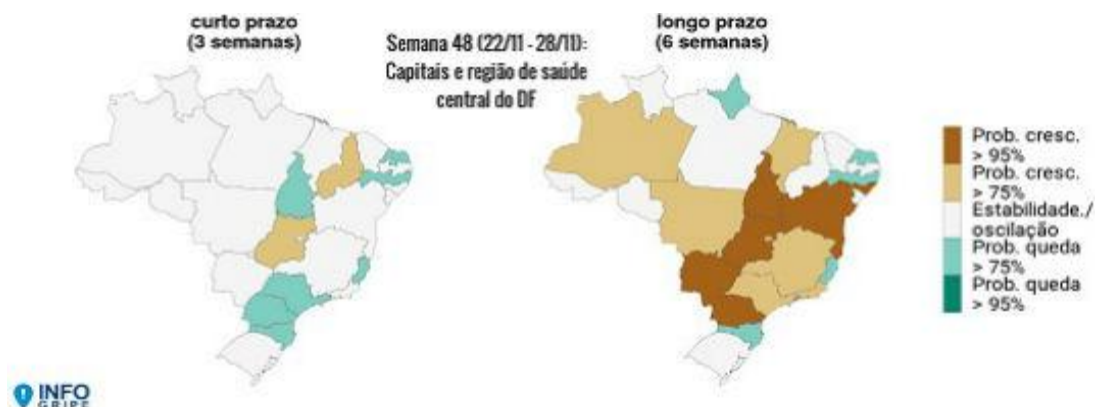 curto prazo
(3 semanas)
Semana 48 (22/11 - 28/11):
Capitais e região de saúde
central do DF
longo prazo
(6 semanas)
Prob. cresc.
> 95%
Prob. cresc.
> 75%
Estabilidade./
oscilação
Prob. queda
> 75%
Prob. queda
> 95%
INFO
GRIPE